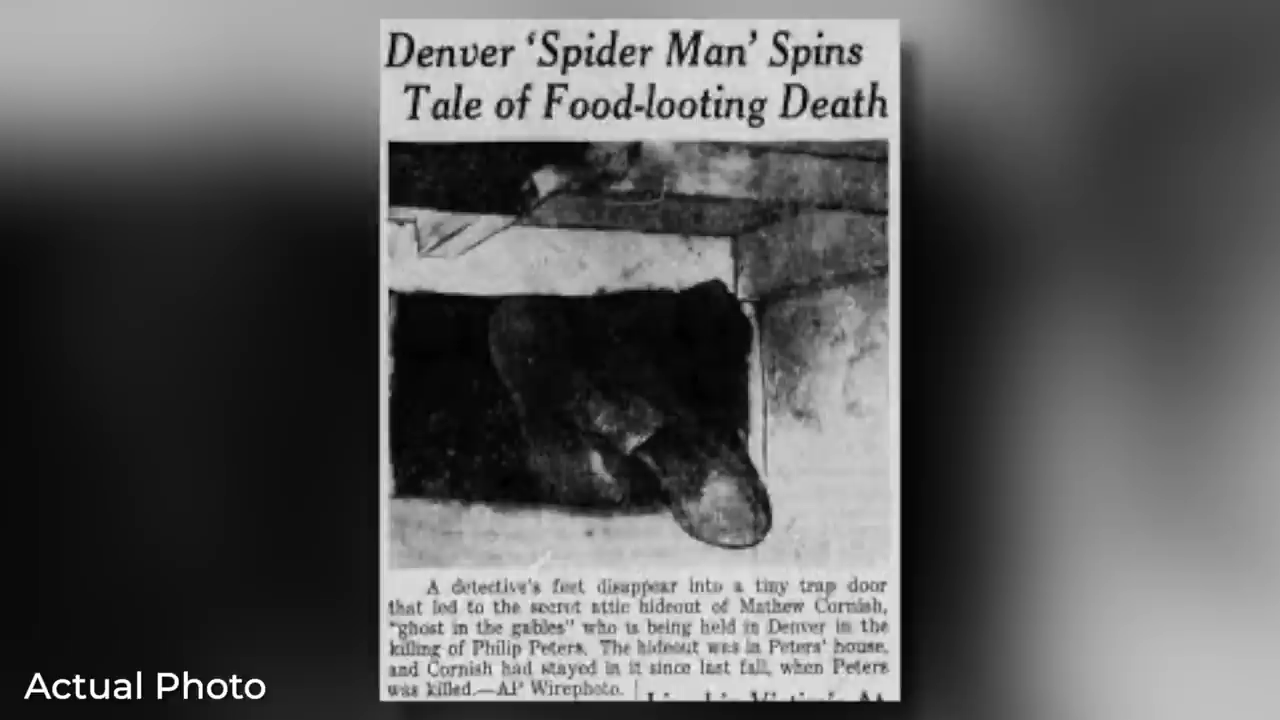 Denver ‘Spider Man’ Spins
Tale of Food-looting Death
A detective's feet disappear into a tiny trap door
that led to the secret attic hideout of Mathew Cornish,
"ghost in the gables" who is being held in Denver in the
killing of Philip Peters. The hideout was in Peters' house,
and Cornish had stayed in it since last fall, when Peters
was killed.—AP Wirephoto.
Actual Photo